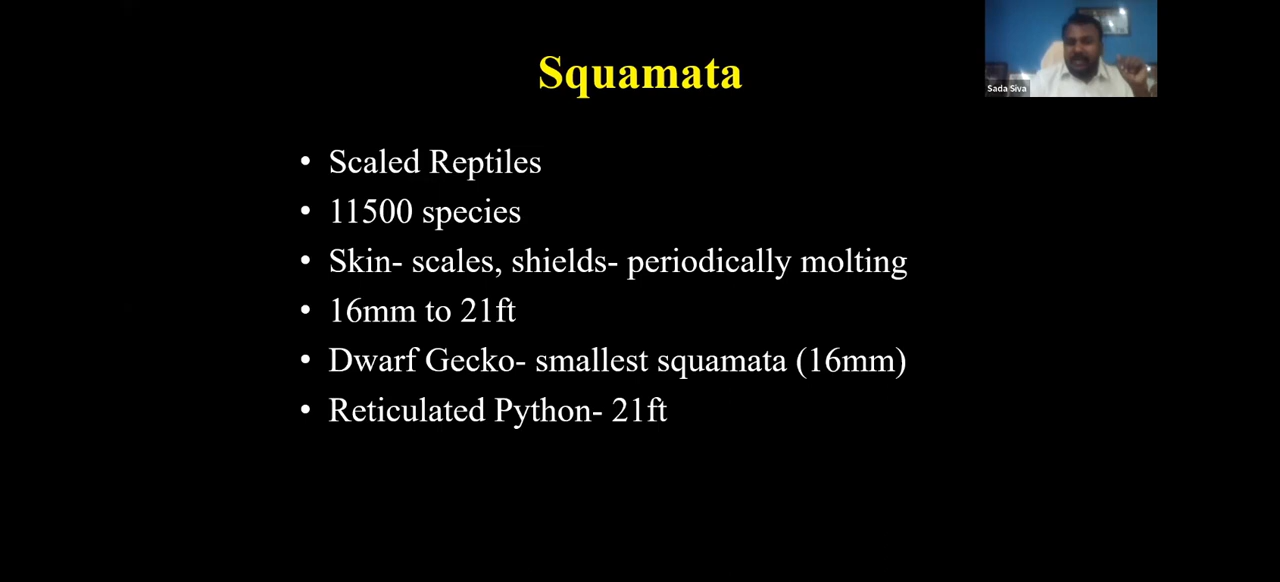 Squamata
Sada Siva
• Scaled Reptiles
• 11500 species
• Skin- scales, shields- periodically molting
• 16mm to 21ft
• Dwarf Gecko- smallest squamata (16mm)
• Reticulated Python- 21ft